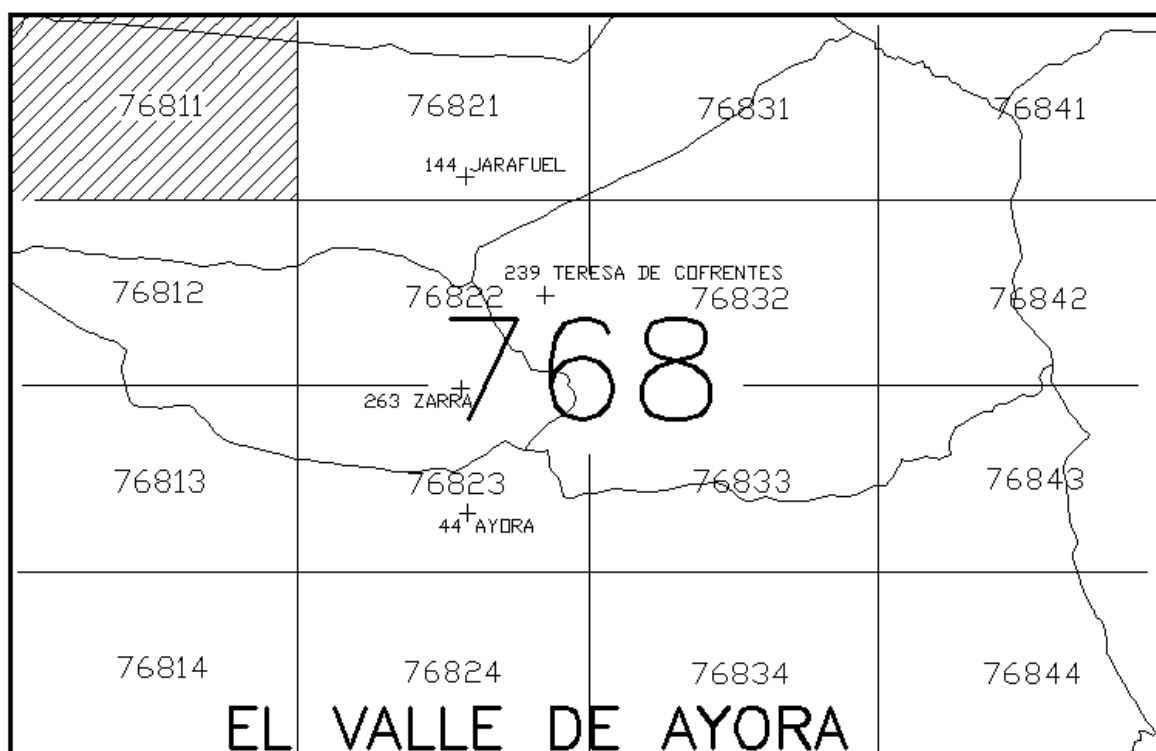 76811 76821 76831 76841
144 JARAFUEL
239 TERESA DE COFRENTES
76812 76822 76832 76842
768
263 ZARRA
76813 76823 76833 76843
44 AYORA
76814 76824 76834 76844
EL VALLE DE AYORA